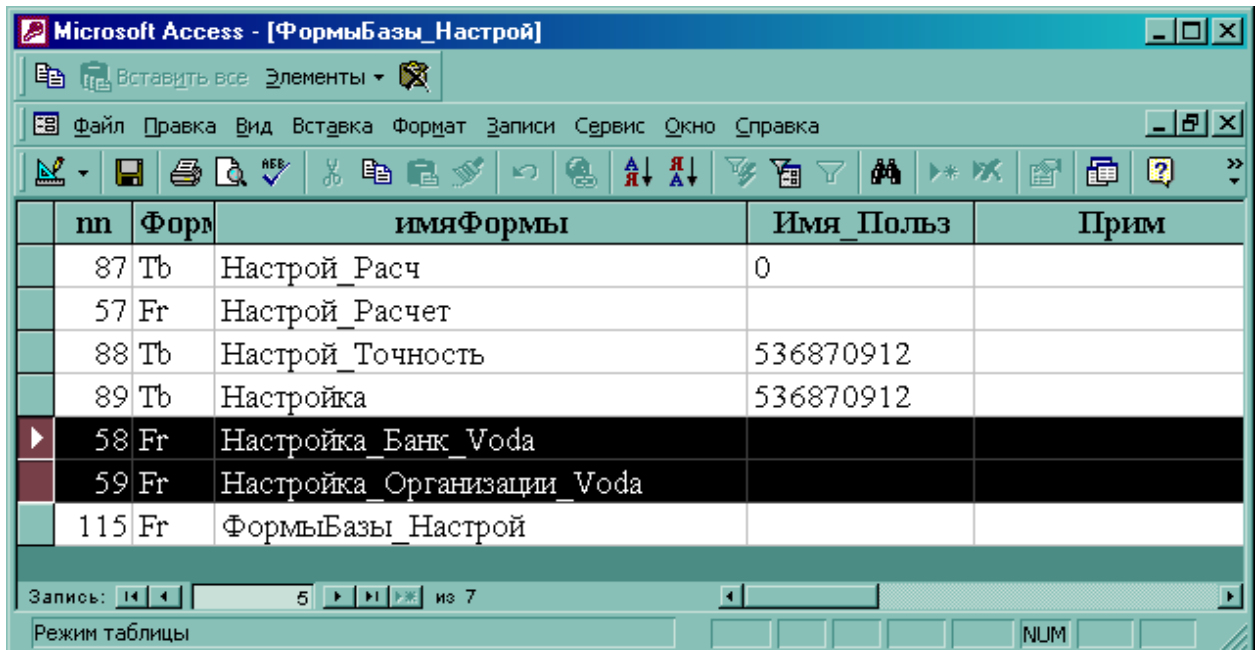 Microsoft Access - [ФормыБазы_Настрой]
Вставить все Элементы
Файл Правка Вид Вставка Формат Записи Сервис Окно Справка
nn Форм имяФормы Имя_Польз Прим
87 Tb Настрой_Расч 0
57 Fr Настрой_Расчет
88 Tb Настрой_Точность 536870912
89 Tb Настройка 536870912
58 Fr Настройка_Банк_Voda
59 Fr Настройка_Организации_Voda
115 Fr ФормыБазы_Настрой
Запись: 5 из 7
Режим таблицы NUM